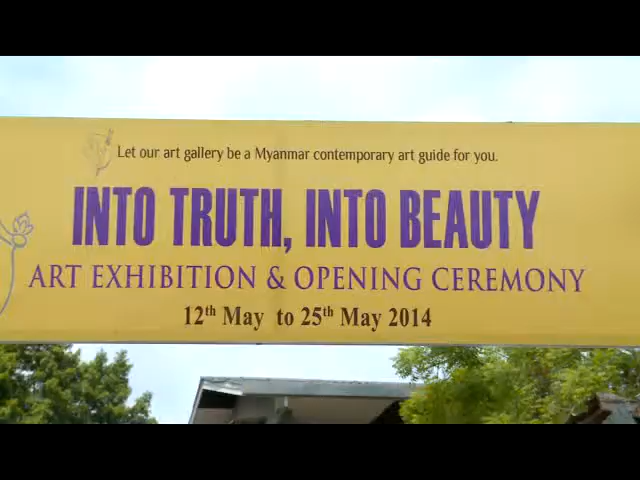 Let our art gallery be a Myanmar contemporary art guide for you.
INTO TRUTH, INTO BEAUTY
ART EXHIBITION & OPENING CEREMONY
12th May to 25th May 2014